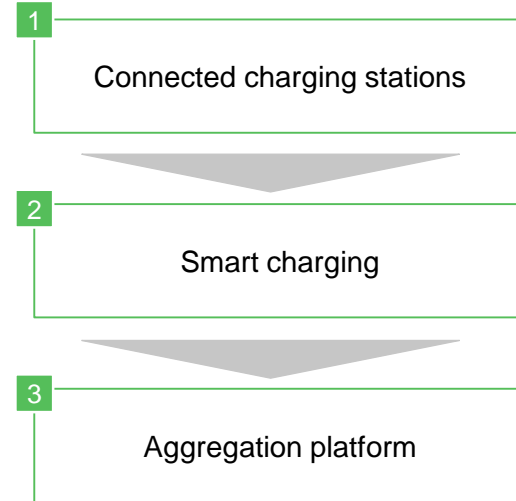 1
Connected charging stations
2
Smart charging
3
Aggregation platform